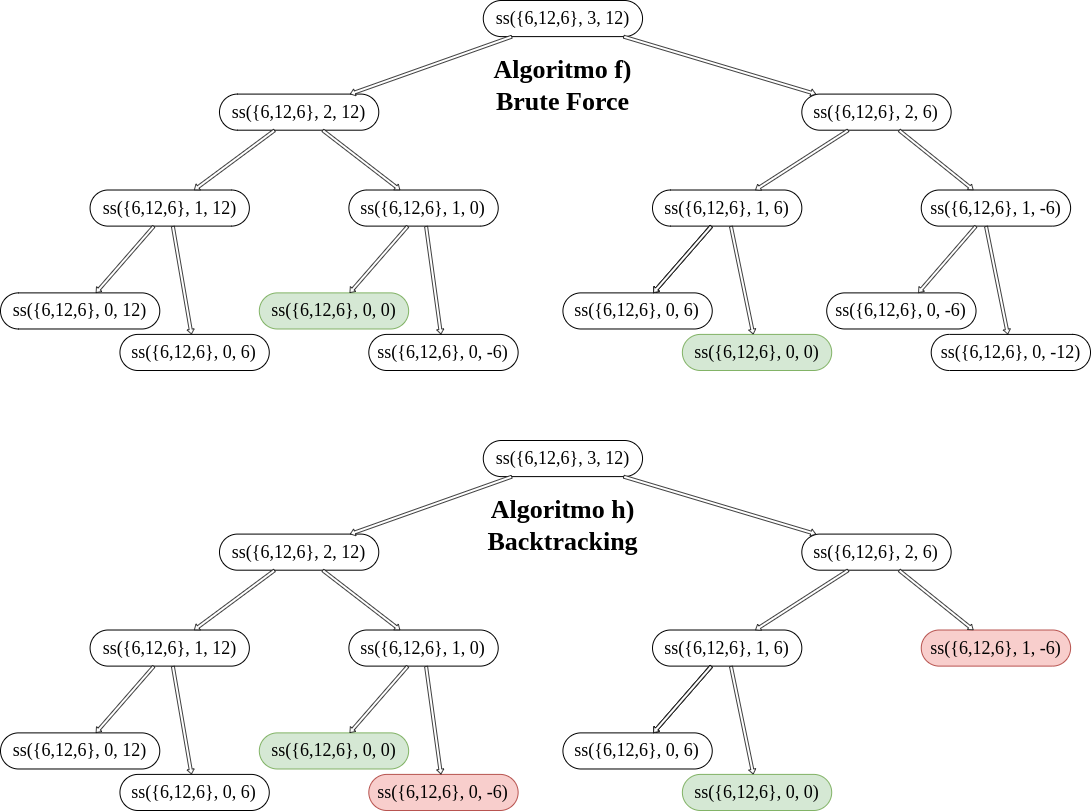 ss({6,12,6}, 3, 12)
Algoritmo f)
Brute Force
ss({6,12,6}, 2, 12)
ss({6,12,6}, 2, 6)
ss({6,12,6}, 1, 12)
ss({6,12,6}, 1, 0)
ss({6,12,6}, 1, 6)
ss({6,12,6}, 1, -6)
ss({6,12,6}, 0, 12)
ss({6,12,6}, 0, 0)
ss({6,12,6}, 0, 6)
ss({6,12,6}, 0, -6)
ss({6,12,6}, 0, 6)
ss({6,12,6}, 0, -6)
ss({6,12,6}, 0, 0)
ss({6,12,6}, 0, -12)
ss({6,12,6}, 3, 12)
Algoritmo h)
Backtracking
ss({6,12,6}, 2, 12)
ss({6,12,6}, 2, 6)
ss({6,12,6}, 1, 12)
ss({6,12,6}, 1, 0)
ss({6,12,6}, 1, 6)
ss({6,12,6}, 1, -6)
ss({6,12,6}, 0, 12)
ss({6,12,6}, 0, 0)
ss({6,12,6}, 0, 6)
ss({6,12,6}, 0, 6)
ss({6,12,6}, 0, -6)
ss({6,12,6}, 0, 0)